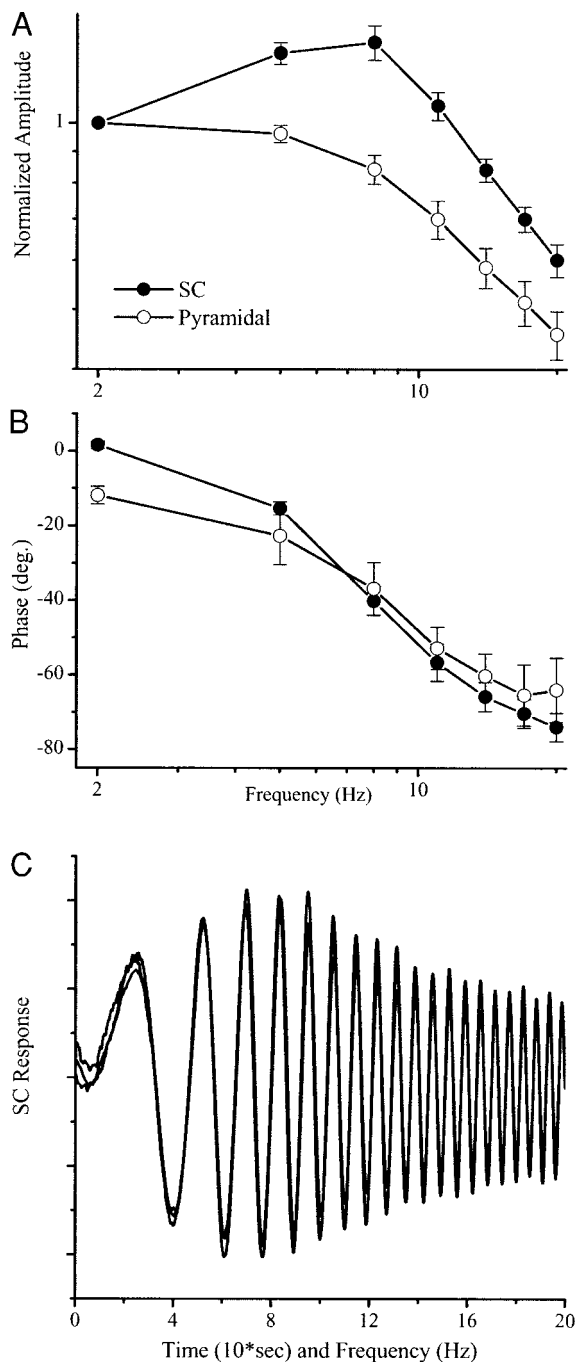 A
Normalized Amplitude
1
SC
Pyramidal
2
10
B
Phase (deg.)
0
-20
-40
-60
-80
2
10
Frequency (Hz)
C
SC Response
0
4
8
12
16
20
Time (10*sec) and Frequency (Hz)